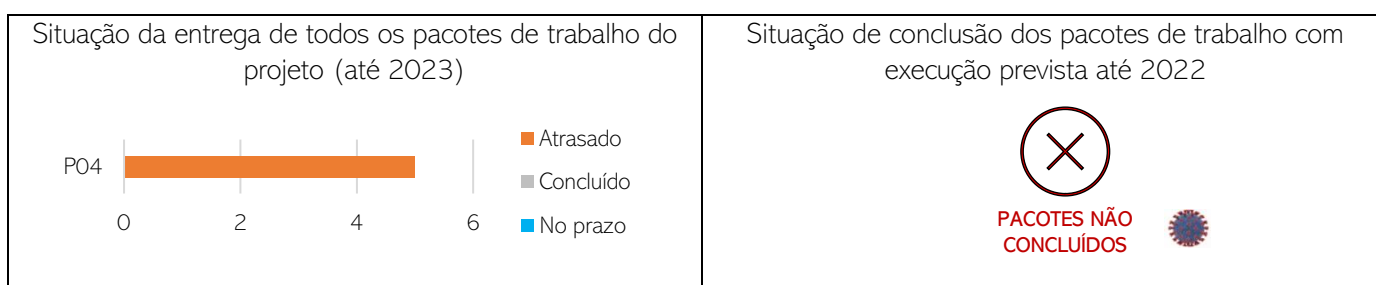 Situação da entrega de todos os pacotes de trabalho do
projeto (até 2023)
P04
0 2 4 6
Atrasado
Concluído
No prazo
Situação de conclusão dos pacotes de trabalho com
execução prevista até 2022
PACOTES NÃO
CONCLUÍDOS